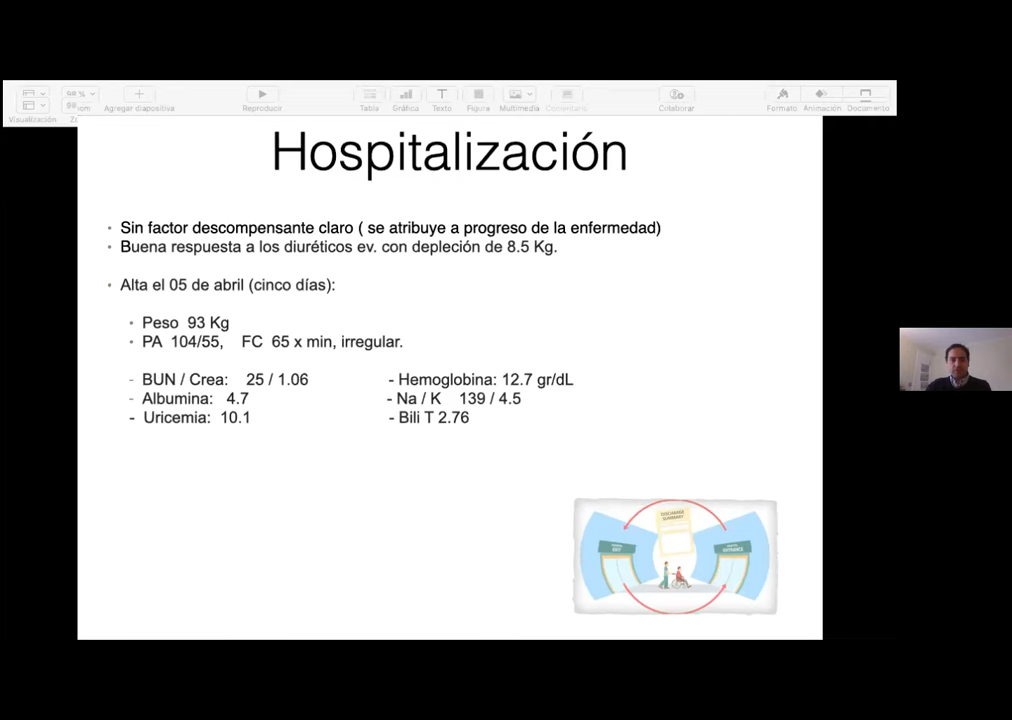 Visualización
Agregar diapositiva
Reproducir
Tabla
Gráfica
Texto
Figura
Multimedia
Comentario
Colaborar
Formato
Animación
Documento
Hospitalización
• Sin factor descompensante claro ( se atribuye a progreso de la enfermedad)
• Buena respuesta a los diuréticos ev. con depleción de 8.5 Kg.
• Alta el 05 de abril (cinco días):
• Peso 93 Kg
• PA 104/55, FC 65 x min, irregular.
- BUN / Crea: 25 / 1.06 - Hemoglobina: 12.7 gr/dL
- Albumina: 4.7 - Na / K 139 / 4.5
- Uricemia: 10.1 - Bili T 2.76
DISCHARGE
SUMMARY
EXIT
ENTRANCE